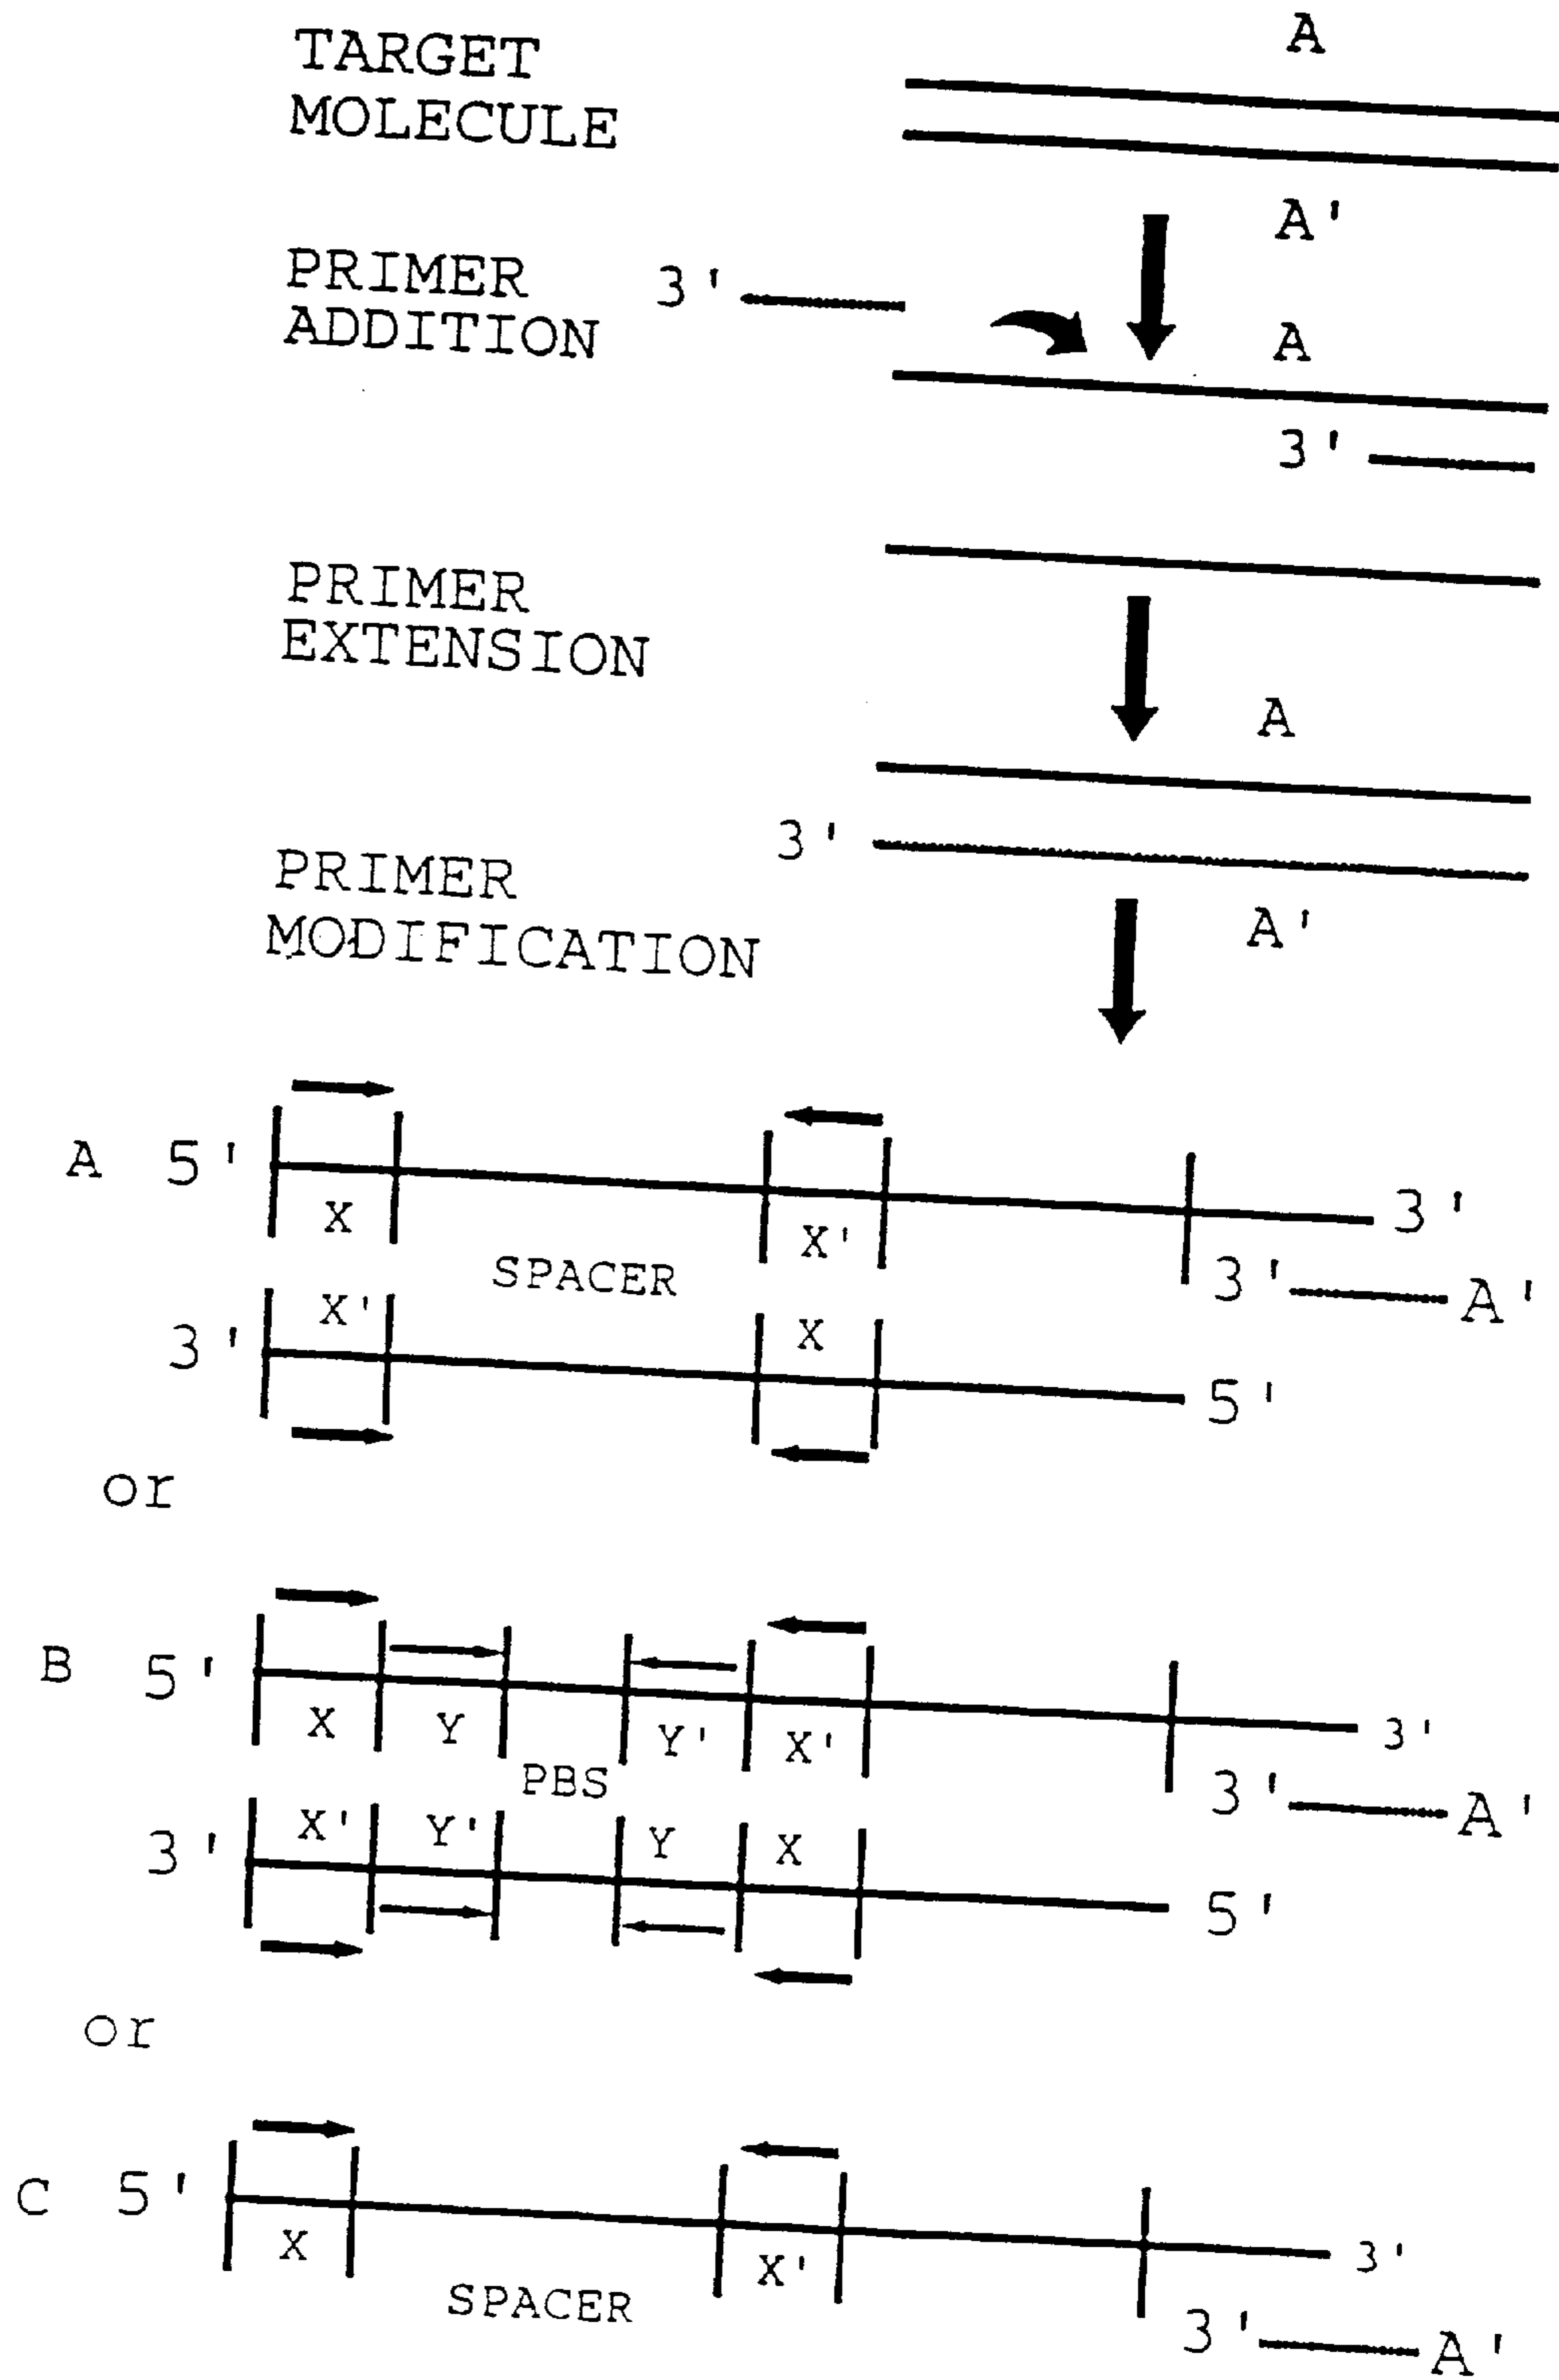 TARGET
MOLECULE
A
A'
PRIMER
ADDITION
3'
A
3'
PRIMER
EXTENSION
A
3'
A'
PRIMER
MODIFICATION
A 5' 3'
X X'
SPACER
3' A'
X' X
3' 5'
or
B 5' 3'
X Y Y' X'
PBS
3' A'
X' Y' Y X
3' 5'
or
C 5' 3'
X X'
SPACER
3' A'